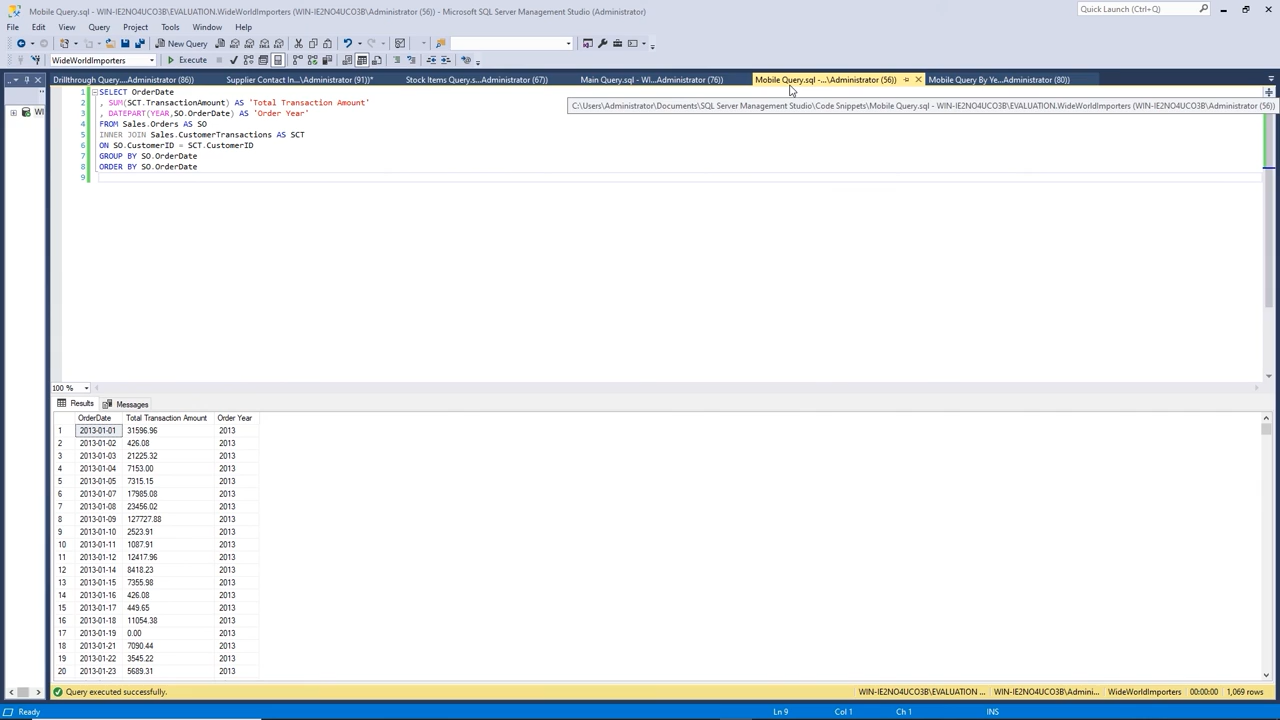 Mobile Query.sql - WIN-IE2NO4UCO3B\EVALUATION.WideWorldImporters (WIN-IE2NO4UCO3B\Administrator (56)) - Microsoft SQL Server Management Studio (Administrator)
Quick Launch (Ctrl+Q)
File Edit View Query Project Tools Window Help
New Query
WideWorldImporters Execute
Drillthrough Query....Administrator (86)) Supplier Contact In...(Administrator (91))* Stock Items Query.s...Administrator (67)) Main Query.sql - WI...Administrator (76)) Mobile Query.sql -...\Administrator (56)) Mobile Query By Ye...Administrator (80))
C:\Users\Administrator\Documents\SQL Server Management Studio\Code Snippets\Mobile Query.sql - WIN-IE2NO4UCO3B\EVALUATION.WideWorldImporters (WIN-IE2NO4UCO3B\Administrator (56))
WI
1 SELECT OrderDate
2 , SUM(SCT.TransactionAmount) AS 'Total Transaction Amount'
3 , DATEPART(YEAR,SO.OrderDate) AS 'Order Year'
4 FROM Sales.Orders AS SO
5 INNER JOIN Sales.CustomerTransactions AS SCT
6 ON SO.CustomerID = SCT.CustomerID
7 GROUP BY SO.OrderDate
8 ORDER BY SO.OrderDate
9
100 %
Results Messages
OrderDate Total Transaction Amount Order Year
1 2013-01-01 31596.96 2013
2 2013-01-02 426.08 2013
3 2013-01-03 21225.32 2013
4 2013-01-04 7153.00 2013
5 2013-01-05 7315.15 2013
6 2013-01-07 17985.08 2013
7 2013-01-08 23456.02 2013
8 2013-01-09 127727.88 2013
9 2013-01-10 2523.91 2013
10 2013-01-11 1087.91 2013
11 2013-01-12 12417.96 2013
12 2013-01-14 8418.23 2013
13 2013-01-15 7355.98 2013
14 2013-01-16 426.08 2013
15 2013-01-17 449.65 2013
16 2013-01-18 11054.38 2013
17 2013-01-19 0.00 2013
18 2013-01-21 7090.44 2013
19 2013-01-22 3545.22 2013
20 2013-01-23 5689.31 2013
Query executed successfully. WIN-IE2NO4UCO3B\EVALUATION ... WIN-IE2NO4UCO3B\Admini... WideWorldImporters 00:00:00 1,069 rows
Ready Ln 9 Col 1 Ch 1 INS